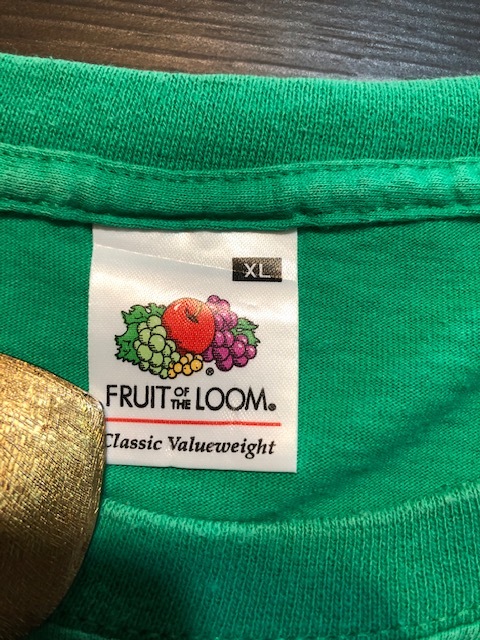 XL
FRUIT OF THE LOOM®
Classic Valueweight